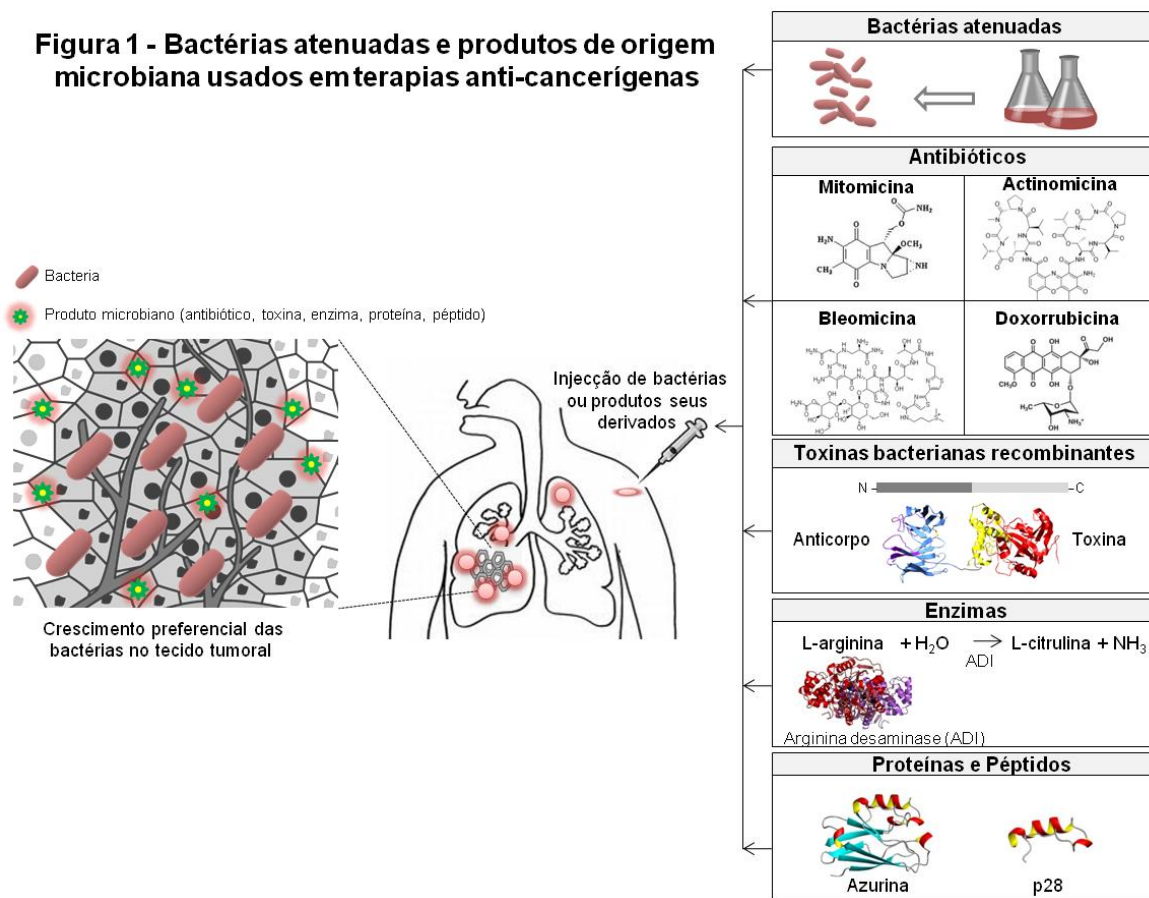 Figura 1 - Bactérias atenuadas e produtos de origem
microbiana usados em terapias anti-cancerígenas
Bacteria
Produto microbiano (antibiótico, toxina, enzima, proteína, péptido)
Crescimento preferencial das
bactérias no tecido tumoral
Injecção de bactérias
ou produtos seus
derivados
Bactérias atenuadas
Antibióticos
Mitomicina
Actinomicina
Bleomicina
Doxorrubicina
Toxinas bacterianas recombinantes
N
C
Anticorpo
Toxina
Enzimas
L-arginina + H₂O → L-citrulina + NH₃
ADI
Arginina desaminase (ADI)
Proteínas e Péptidos
Azurina
p28